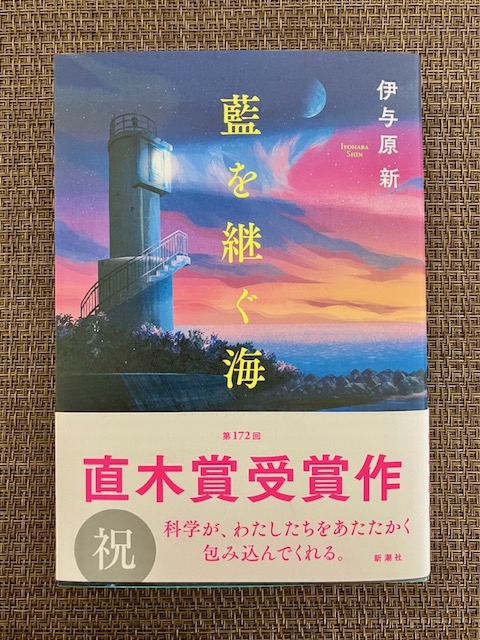 藍を継ぐ海
伊与原 新
IYOHARA
SHIN
第172回
直木賞受賞作
祝
科学が、わたしたちをあたたかく
包み込んでくれる。
新潮社